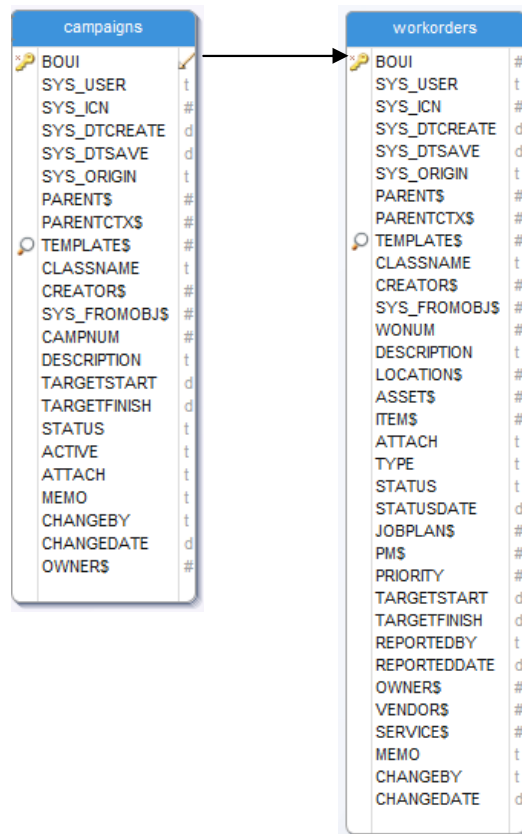 campaigns
BOUI
SYS_USER t
SYS_ICN #
SYS_DTCREATE d
SYS_DTSAVE d
SYS_ORIGIN t
PARENT$ #
PARENTCTX$ #
TEMPLATE$ #
CLASSNAME t
CREATOR$ #
SYS_FROMOBJ$ #
CAMPNUM #
DESCRIPTION t
TARGETSTART d
TARGETFINISH d
STATUS t
ACTIVE t
ATTACH t
MEMO t
CHANGEBY t
CHANGEDATE d
OWNER$ #
workorders
BOUI #
SYS_USER t
SYS_ICN #
SYS_DTCREATE d
SYS_DTSAVE d
SYS_ORIGIN t
PARENT$ #
PARENTCTX$ #
TEMPLATE$ #
CLASSNAME t
CREATOR$ #
SYS_FROMOBJ$ #
WONUM #
DESCRIPTION t
LOCATION$ #
ASSET$ #
ITEM$ #
ATTACH t
TYPE t
STATUS t
STATUSDATE d
JOBPLAN$ #
PM$ #
PRIORITY #
TARGETSTART d
TARGETFINISH d
REPORTEDBY t
REPORTEDDATE d
OWNER$ #
VENDOR$ #
SERVICE$ #
MEMO t
CHANGEBY t
CHANGEDATE d